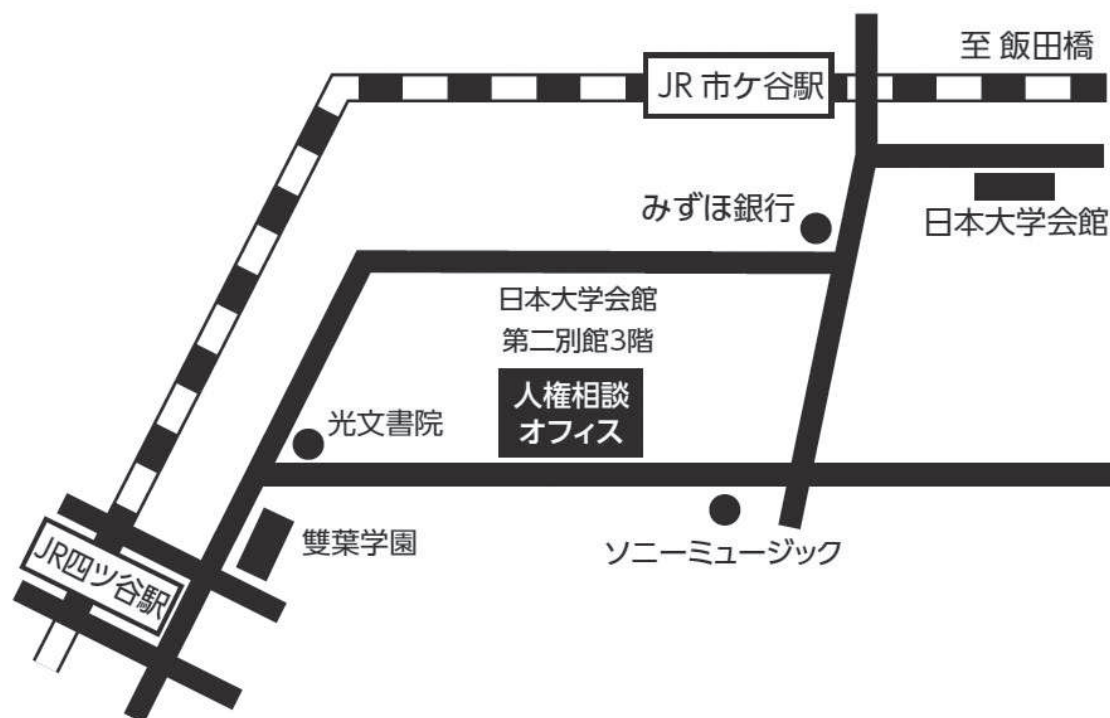 至 飯田橋
JR 市ケ谷駅
みずほ銀行
日本大学会館
日本大学会館
第二別館3階
人権相談
オフィス
光文書院
雙葉学園
ソニーミュージック
JR四ツ谷駅